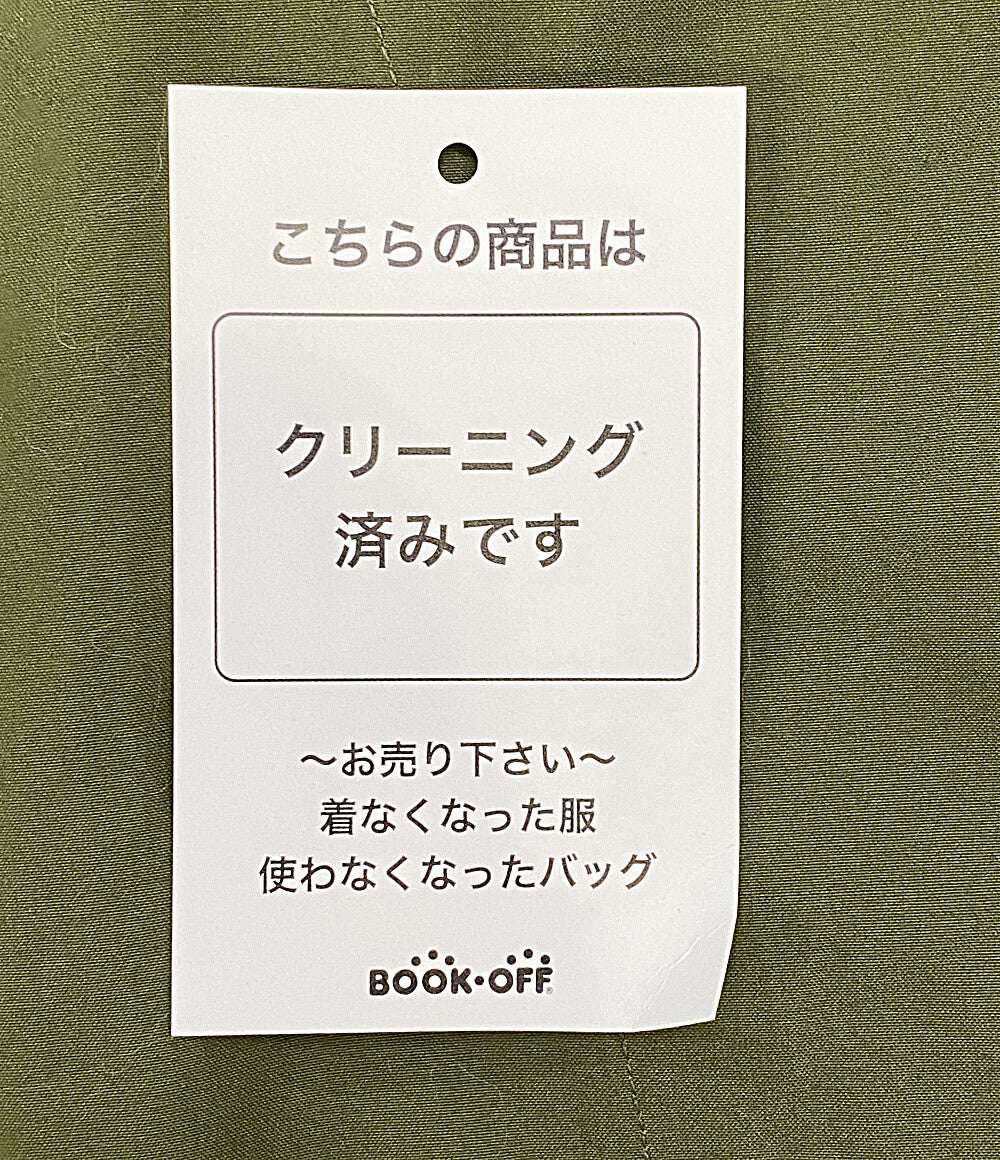 こちらの商品は
クリーニング
済みです
～お売り下さい～
着なくなった服
使わなくなったバッグ
BOOK・OFF®